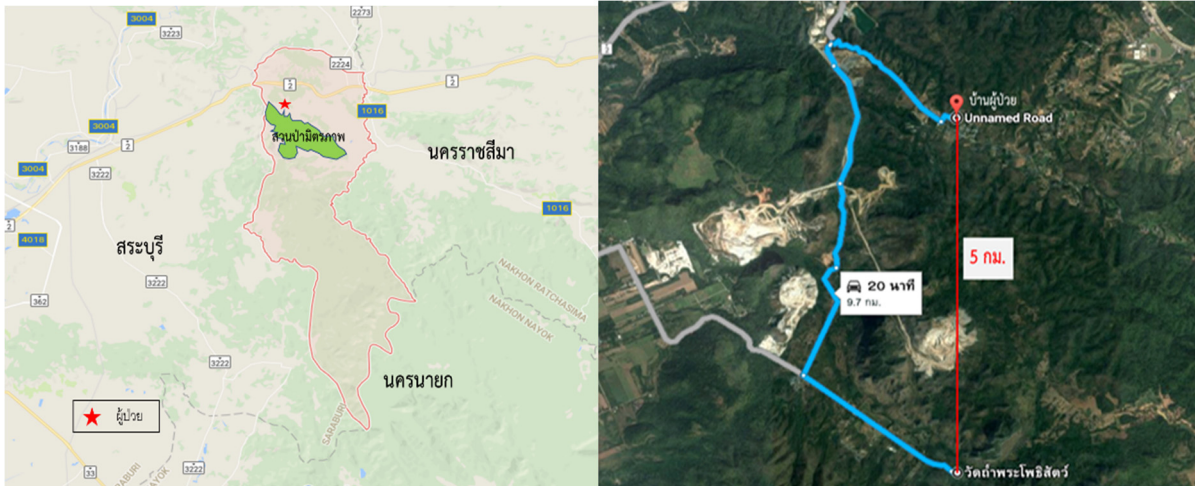 3004
2273
3223
2224
2
2
1016
3004
2
3188
3222
3004
สวนป่ามิตรภาพ
นครราชสีมา
1016
2
4018
สระบุรี
3222
362
NAKHON RATCHASIMA
NAKHON NAYOK
3222
นครนายก
ผู้ป่วย
SARABURI
3222
33
SARABURI
NAYOK
บ้านผู้ป่วย
Unnamed Road
5 กม.
20 นาที
9.7 กม.
วัดถ้ำพระโพธิสัตว์